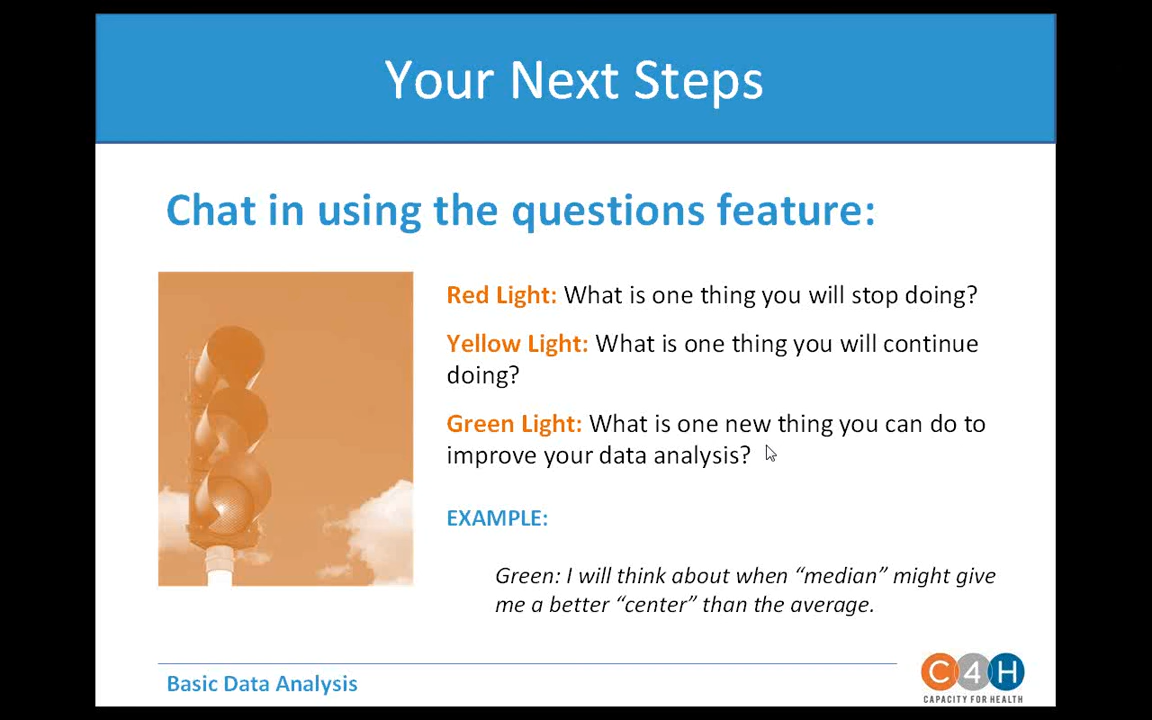 Your Next Steps
Chat in using the questions feature:
Red Light: What is one thing you will stop doing?
Yellow Light: What is one thing you will continue
doing?
Green Light: What is one new thing you can do to
improve your data analysis?
EXAMPLE:
Green: I will think about when “median” might give
me a better “center” than the average.
Basic Data Analysis
C4H
CAPACITY FOR HEALTH